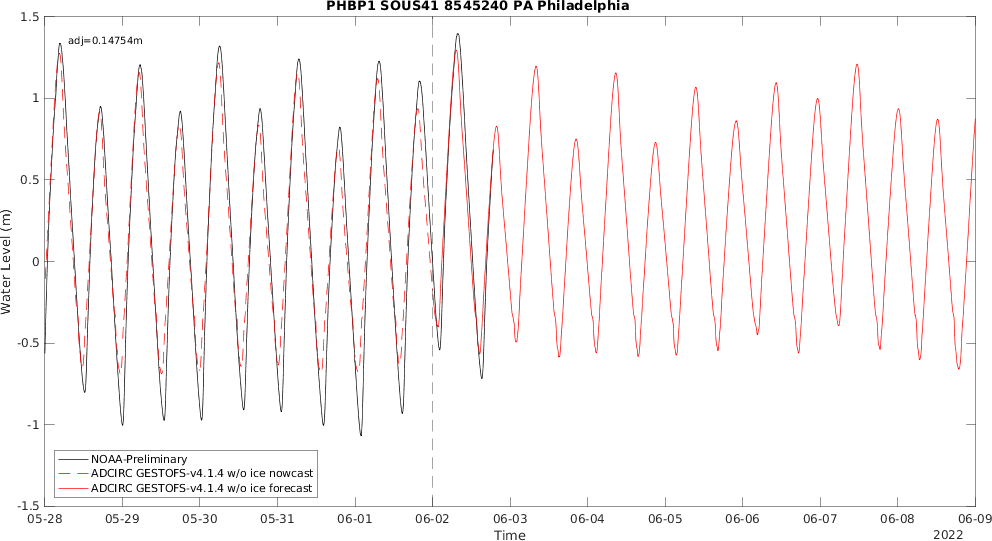 PHBP1 SOUS41 8545240 PA Philadelphia
adj=0.14754m
1.5
1
0.5
0
-0.5
-1
-1.5
Water Level (m)
NOAA-Preliminary
ADCIRC GESTOFS-v4.1.4 w/o ice nowcast
ADCIRC GESTOFS-v4.1.4 w/o ice forecast
05-28 05-29 05-30 05-31 06-01 06-02 06-03 06-04 06-05 06-06 06-07 06-08 06-09
Time
2022